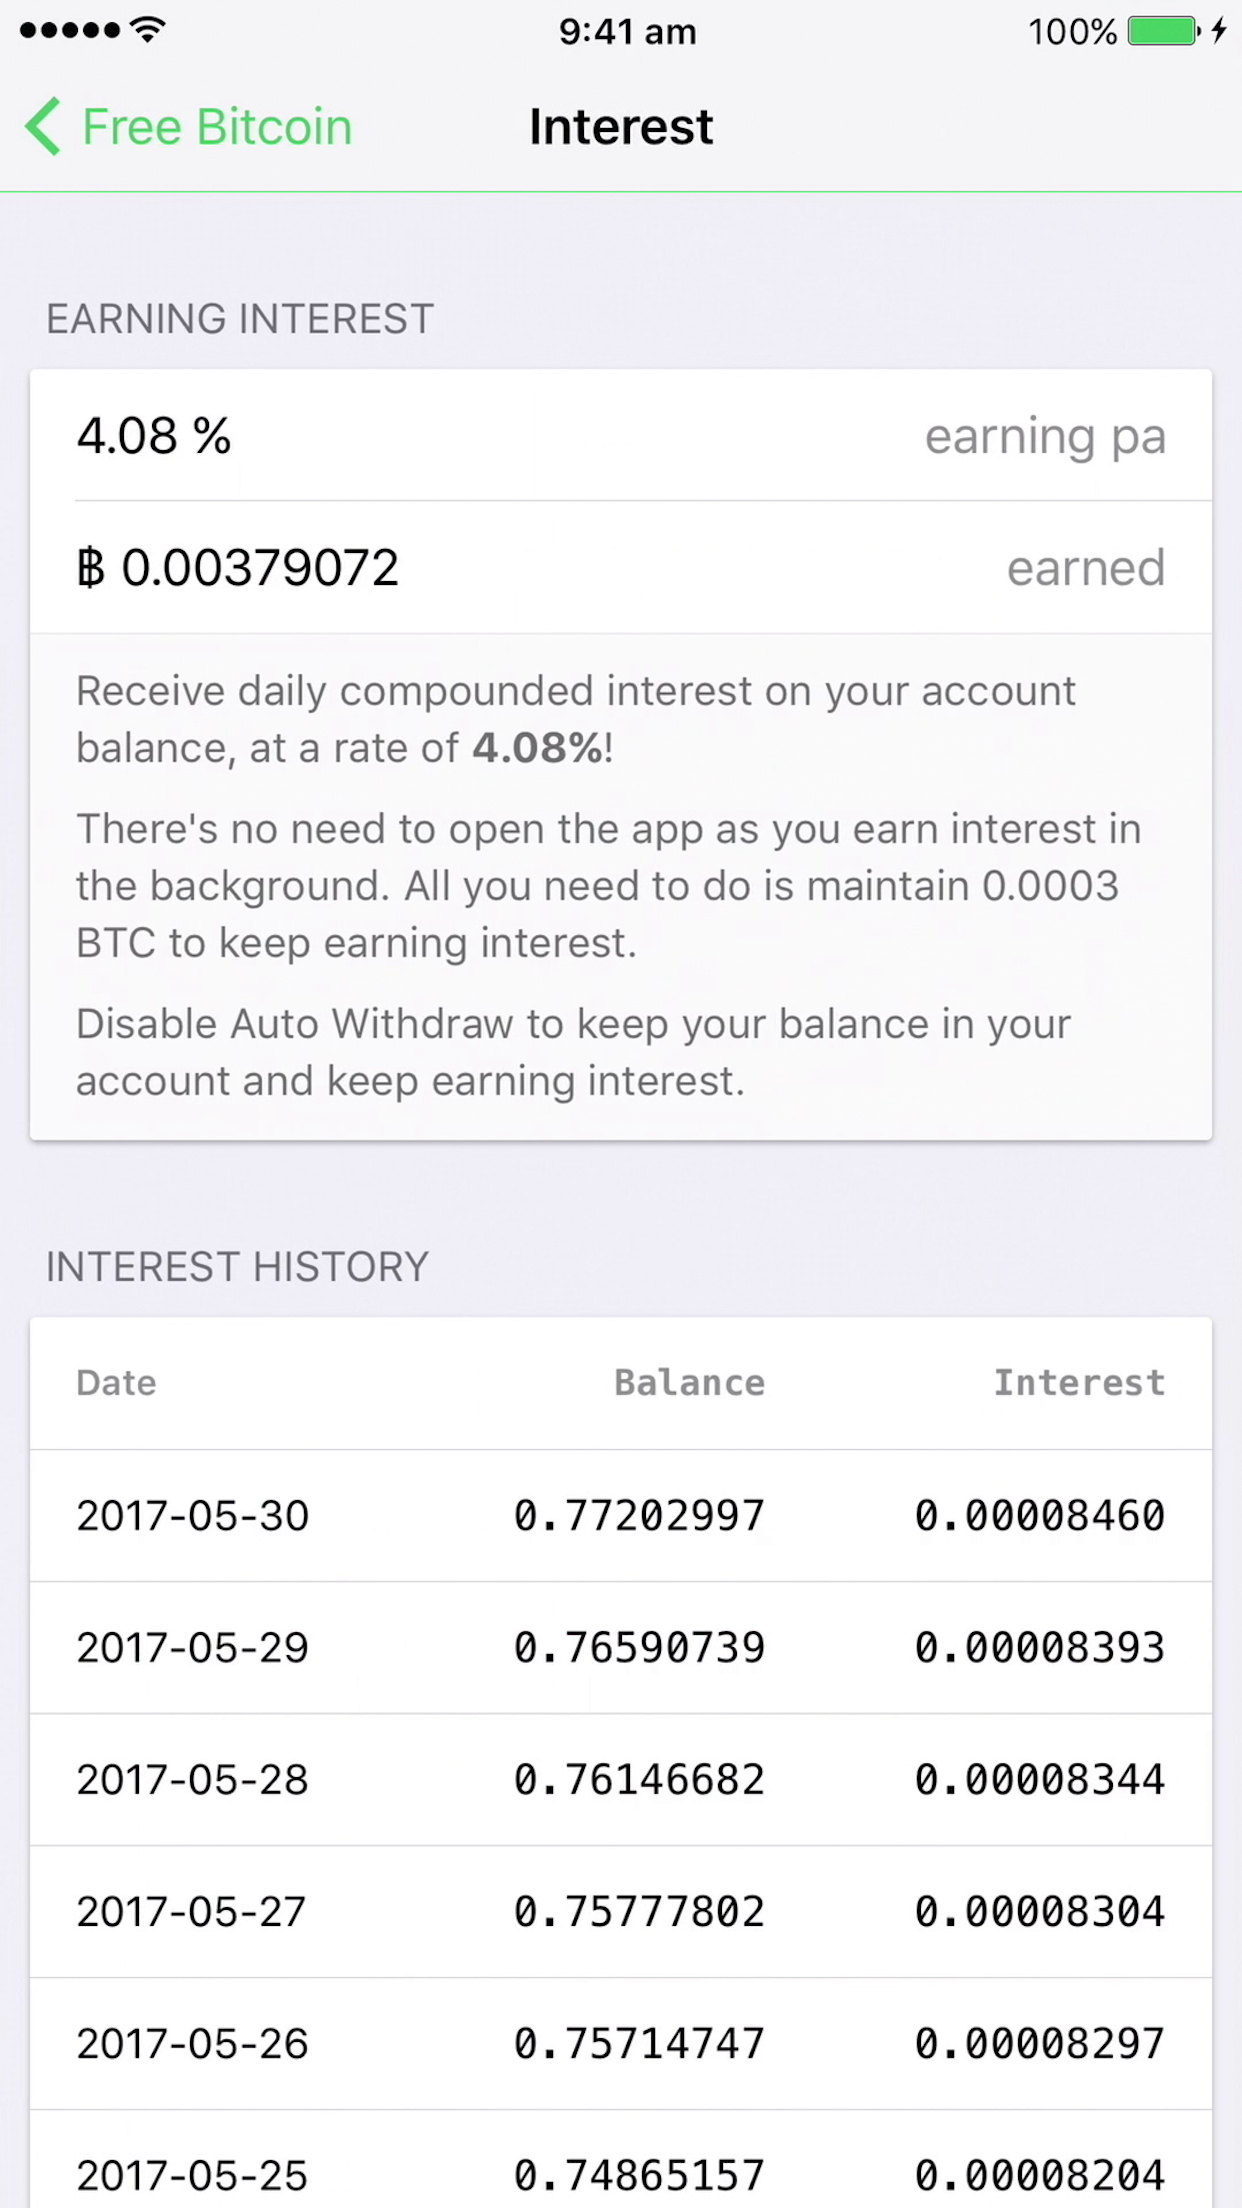 9:41 am 100%
Free Bitcoin Interest
EARNING INTEREST
4.08 % earning pa
฿ 0.00379072 earned
Receive daily compounded interest on your account
balance, at a rate of 4.08%!
There's no need to open the app as you earn interest in
the background. All you need to do is maintain 0.0003
BTC to keep earning interest.
Disable Auto Withdraw to keep your balance in your
account and keep earning interest.
INTEREST HISTORY
Date Balance Interest
2017-05-30 0.77202997 0.00008460
2017-05-29 0.76590739 0.00008393
2017-05-28 0.76146682 0.00008344
2017-05-27 0.75777802 0.00008304
2017-05-26 0.75714747 0.00008297
2017-05-25 0.74865157 0.00008204